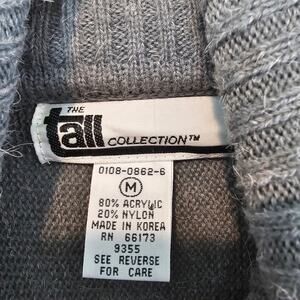 THE
tall
COLLECTION™
0108-0862-6
M
80% ACRYLIC
20% NYLON
MADE IN KOREA
RN 66173
9355
SEE REVERSE
FOR CARE